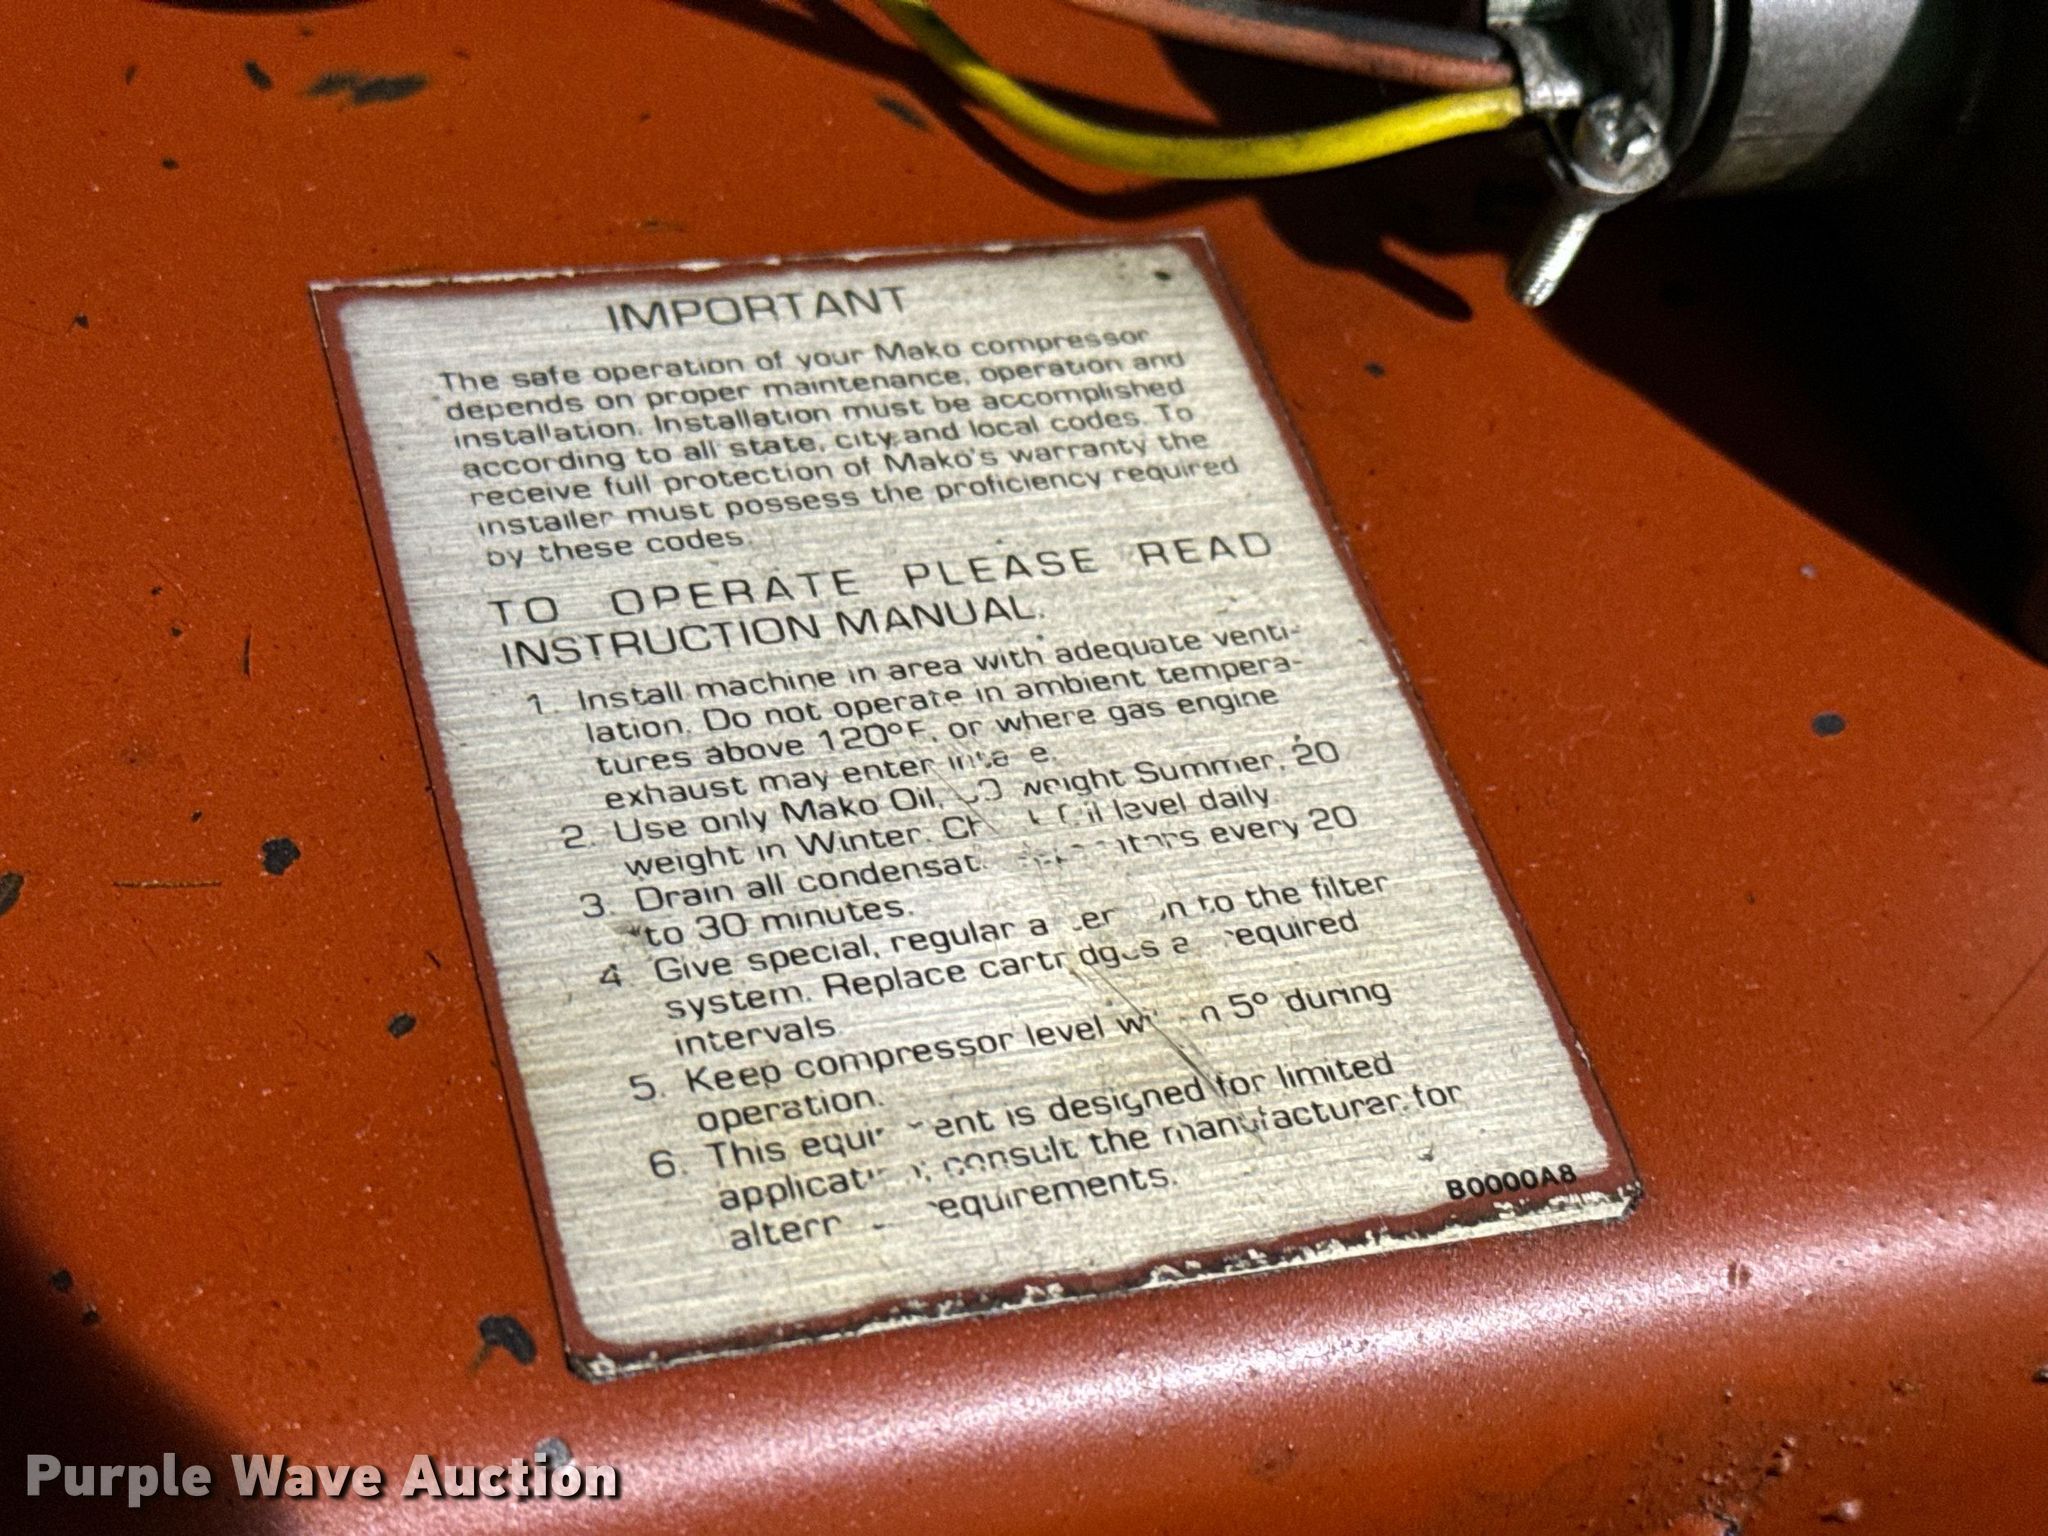 IMPORTANT
The safe operation of your Mako compressor
depends on proper maintenance, operation and
installation. Installation must be accomplished
according to all state, city and local codes. To
receive full protection of Mako's warranty the
installer must possess the proficiency required
by these codes.
TO OPERATE PLEASE READ
INSTRUCTION MANUAL.
1. Install machine in area with adequate venti-
lation. Do not operate in ambient tempera-
tures above 120°F, or where gas engine
exhaust may enter
2. Use only Mako Oil, weight Summer, 20
weight in Winter. Oil level daily.
3. Drain all every 20
to 30 minutes.
4. Give special, regular to the filter
system. Replace cartridges required
intervals.
5. Keep compressor level 5° during
operation.
6. This is designed for limited
consult the manufacturer for
requirements.
B0000A8
Purple Wave Auction